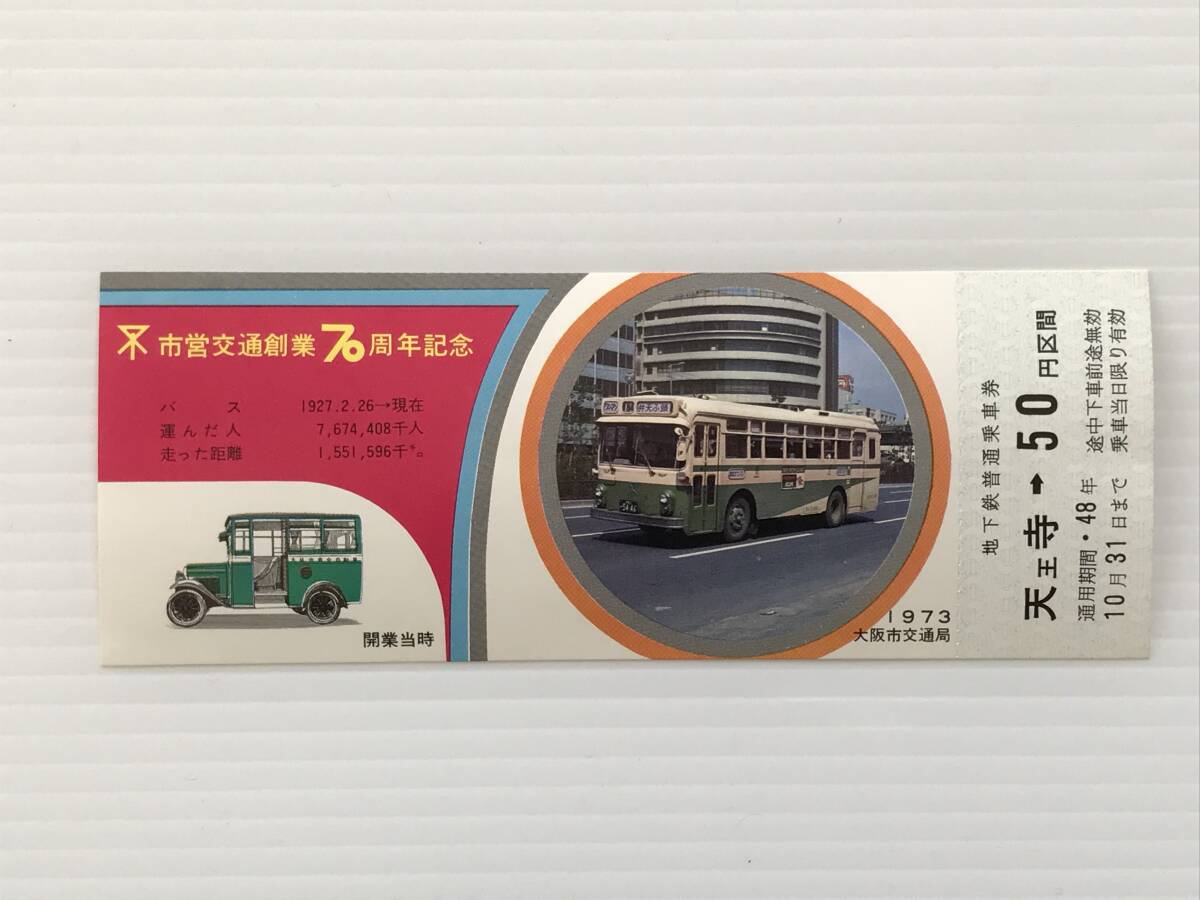 市営交通創業70周年記念
バス 1927.2.26→現在
運んだ人 7,674,408千人
走った距離 1,551,596千㌔
開業当時
井天ふ頭
1973
大阪市交通局
地下鉄普通乗車券
天王寺→50円区間
通用期間・48年
10月31日まで
途中下車前途無効
乗車当日限り有効